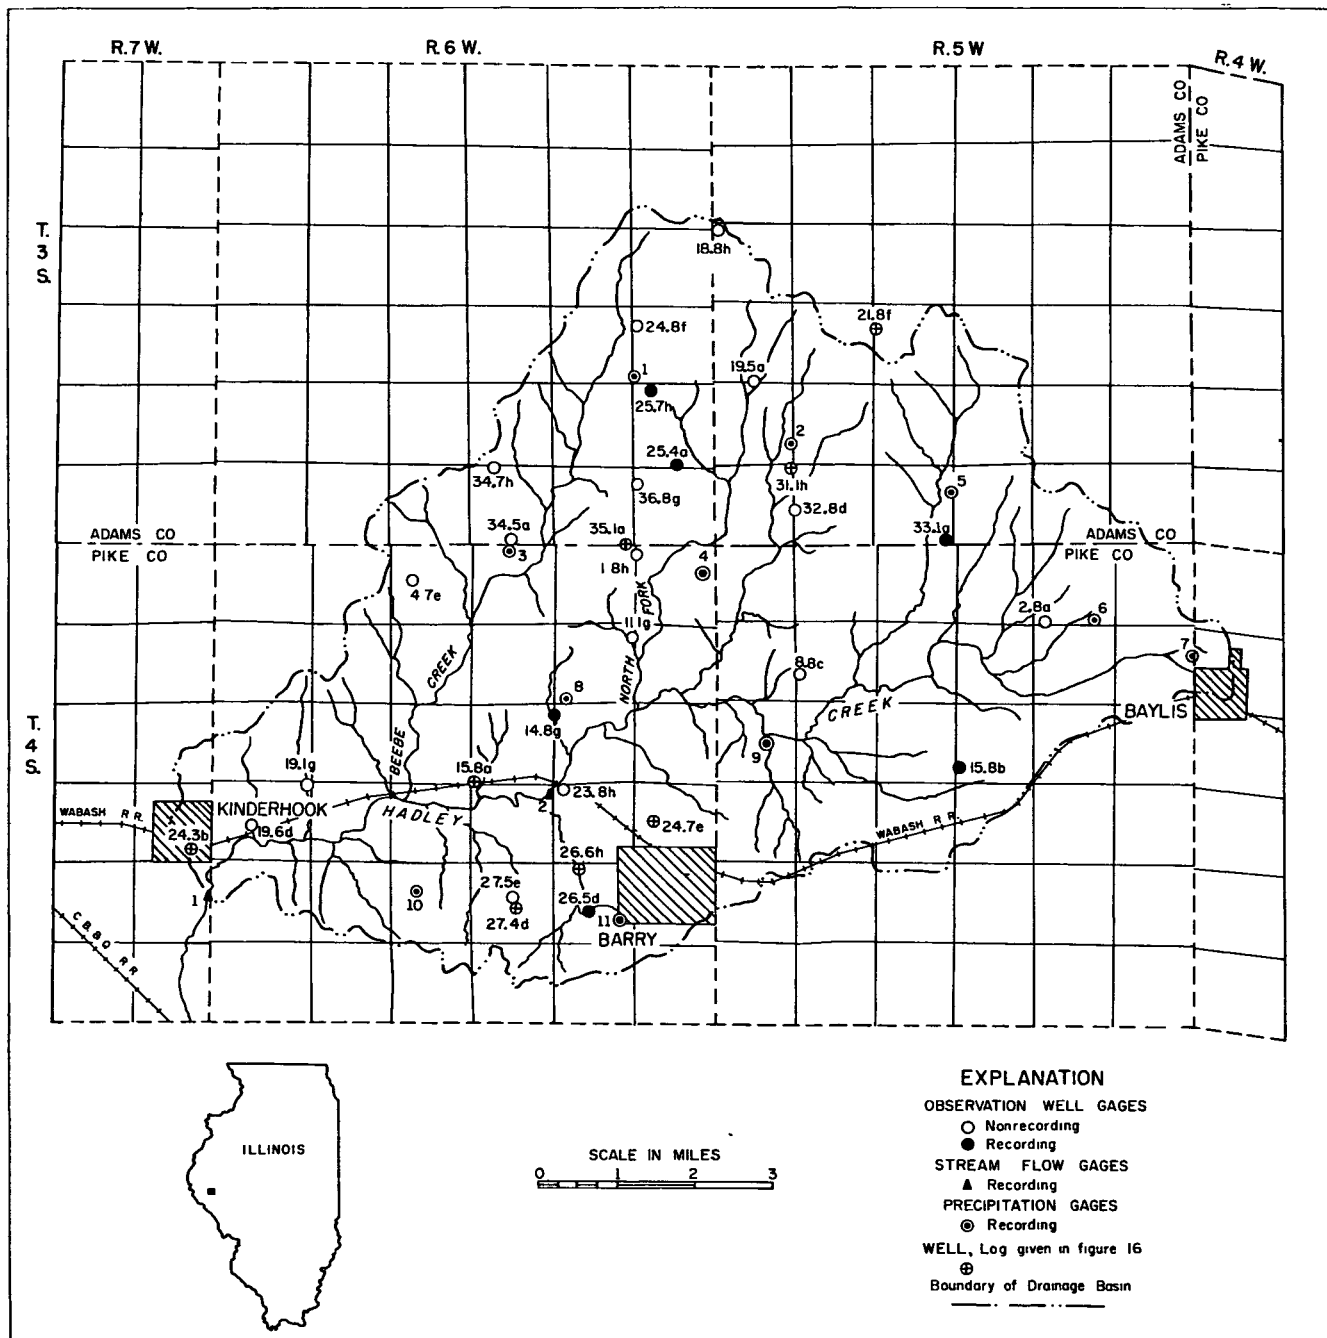 R.7 W.
R.6 W.
R.5 W
R.4 W.
ADAMS CO
PIKE CO
T.
3
S.
18.8h
21.8f
24.8f
1
19.5a
25.7h
2
25.4a
34.7h
36.8g
31.1h
5
32.8d
34.5a
35.1a
33.1g
ADAMS CO
PIKE CO
ADAMS CO
PIKE CO
3
1 8h
4
4 7e
FORK
2.8a
6
11.1g
7
CREEK
NORTH
8.8c
8
CREEK
BAYLIS
T.
4
S.
14.8g
BEEBE
9
19.1g
15.8a
15.8b
23.8h
2
KINDERHOOK
HADLEY
WABASH R R.
19.6d
24.7e
WABASH R R.
24.3b
26.6h
27.5e
26.5d
1
10
27.4d
11
BARRY
C B. & Q R R.
ILLINOIS
SCALE IN MILES
0 1 2 3
EXPLANATION
OBSERVATION WELL GAGES
Nonrecording
Recording
STREAM FLOW GAGES
Recording
PRECIPITATION GAGES
Recording
WELL, Log given in figure 16
Boundary of Drainage Basin